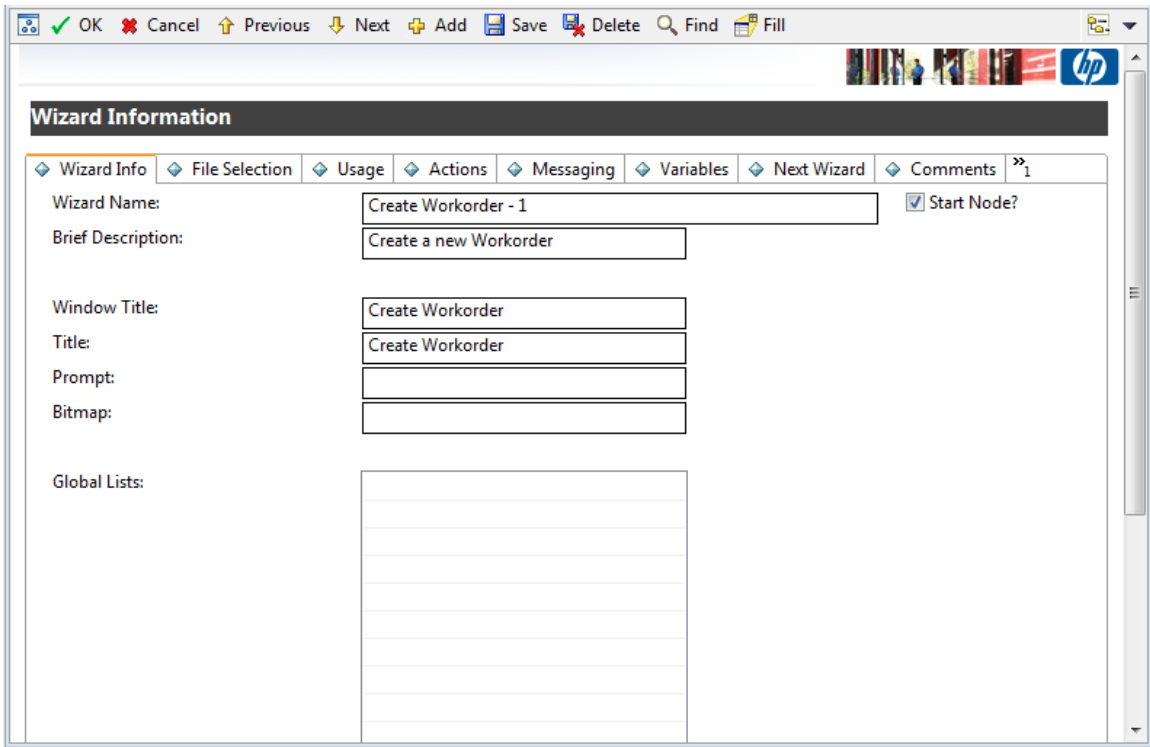 OK Cancel Previous Next Add Save Delete Find Fill
hp
Wizard Information
Wizard Info File Selection Usage Actions Messaging Variables Next Wizard Comments »1
Wizard Name: Create Workorder - 1 Start Node?
Brief Description: Create a new Workorder
Window Title: Create Workorder
Title: Create Workorder
Prompt:
Bitmap:
Global Lists: